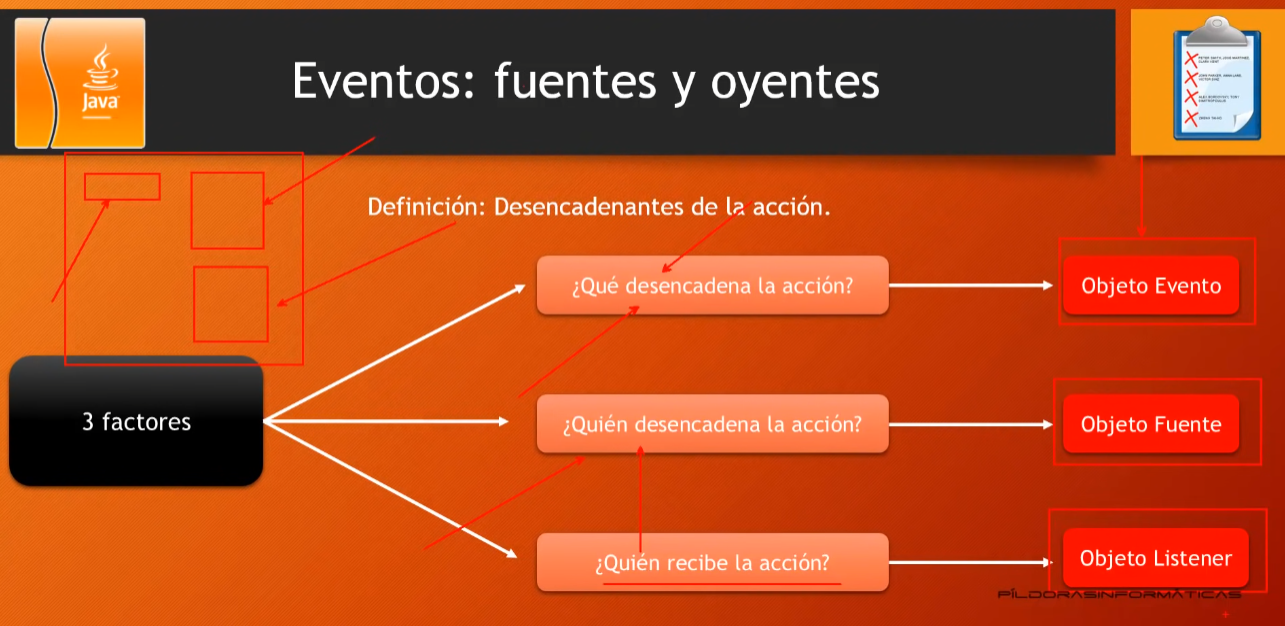 Java
Eventos: fuentes y oyentes
Definición: Desencadenantes de la acción.
3 factores
¿Qué desencadena la acción?
Objeto Evento
¿Quién desencadena la acción?
Objeto Fuente
¿Quién recibe la acción?
Objeto Listener
PÍLDORASINFORMÁTICAS